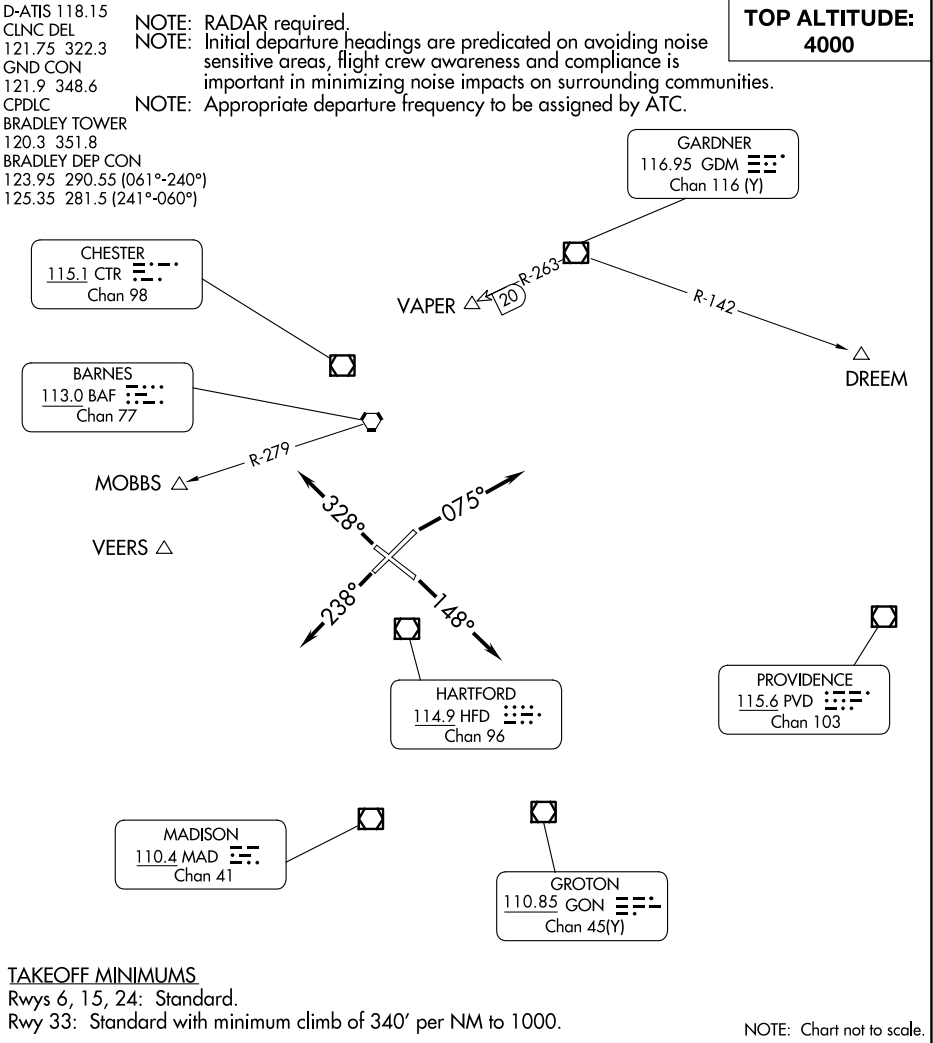 D-ATIS 118.15
CLNC DEL
121.75 322.3
GND CON
121.9 348.6
CPDLC
BRADLEY TOWER
120.3 351.8
BRADLEY DEP CON
123.95 290.55 (061°-240°)
125.35 281.5 (241°-060°)
NOTE: RADAR required.
NOTE: Initial departure headings are predicated on avoiding noise
sensitive areas, flight crew awareness and compliance is
important in minimizing noise impacts on surrounding communities.
NOTE: Appropriate departure frequency to be assigned by ATC.
TOP ALTITUDE:
4000
GARDNER
116.95 GDM
Chan 116 (Y)
CHESTER
115.1 CTR
Chan 98
R-263
20
VAPER
R-142
DREEM
BARNES
113.0 BAF
Chan 77
R-279
MOBBS
VEERS
328°
075°
238°
148°
HARTFORD
114.9 HFD
Chan 96
PROVIDENCE
115.6 PVD
Chan 103
MADISON
110.4 MAD
Chan 41
GROTON
110.85 GON
Chan 45(Y)
TAKEOFF MINIMUMS
Rwys 6, 15, 24: Standard.
Rwy 33: Standard with minimum climb of 340' per NM to 1000.
NOTE: Chart not to scale.